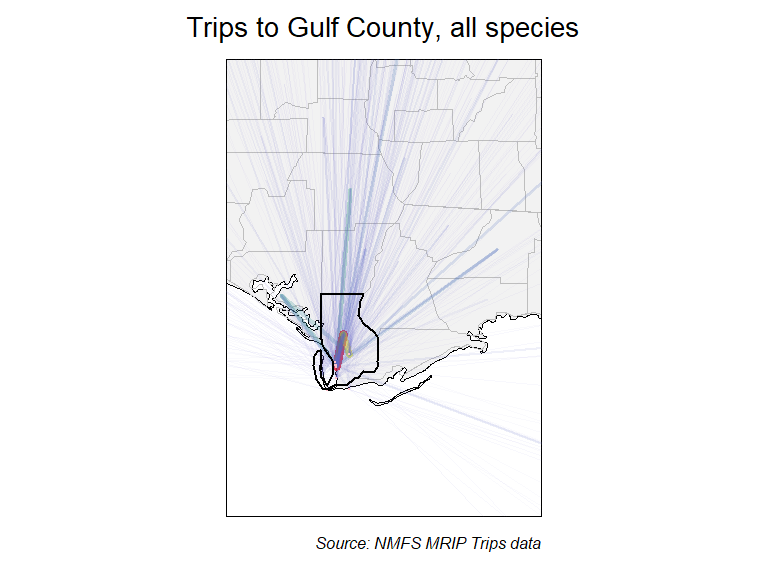 Trips to Gulf County, all species
Source: NMFS MRIP Trips data